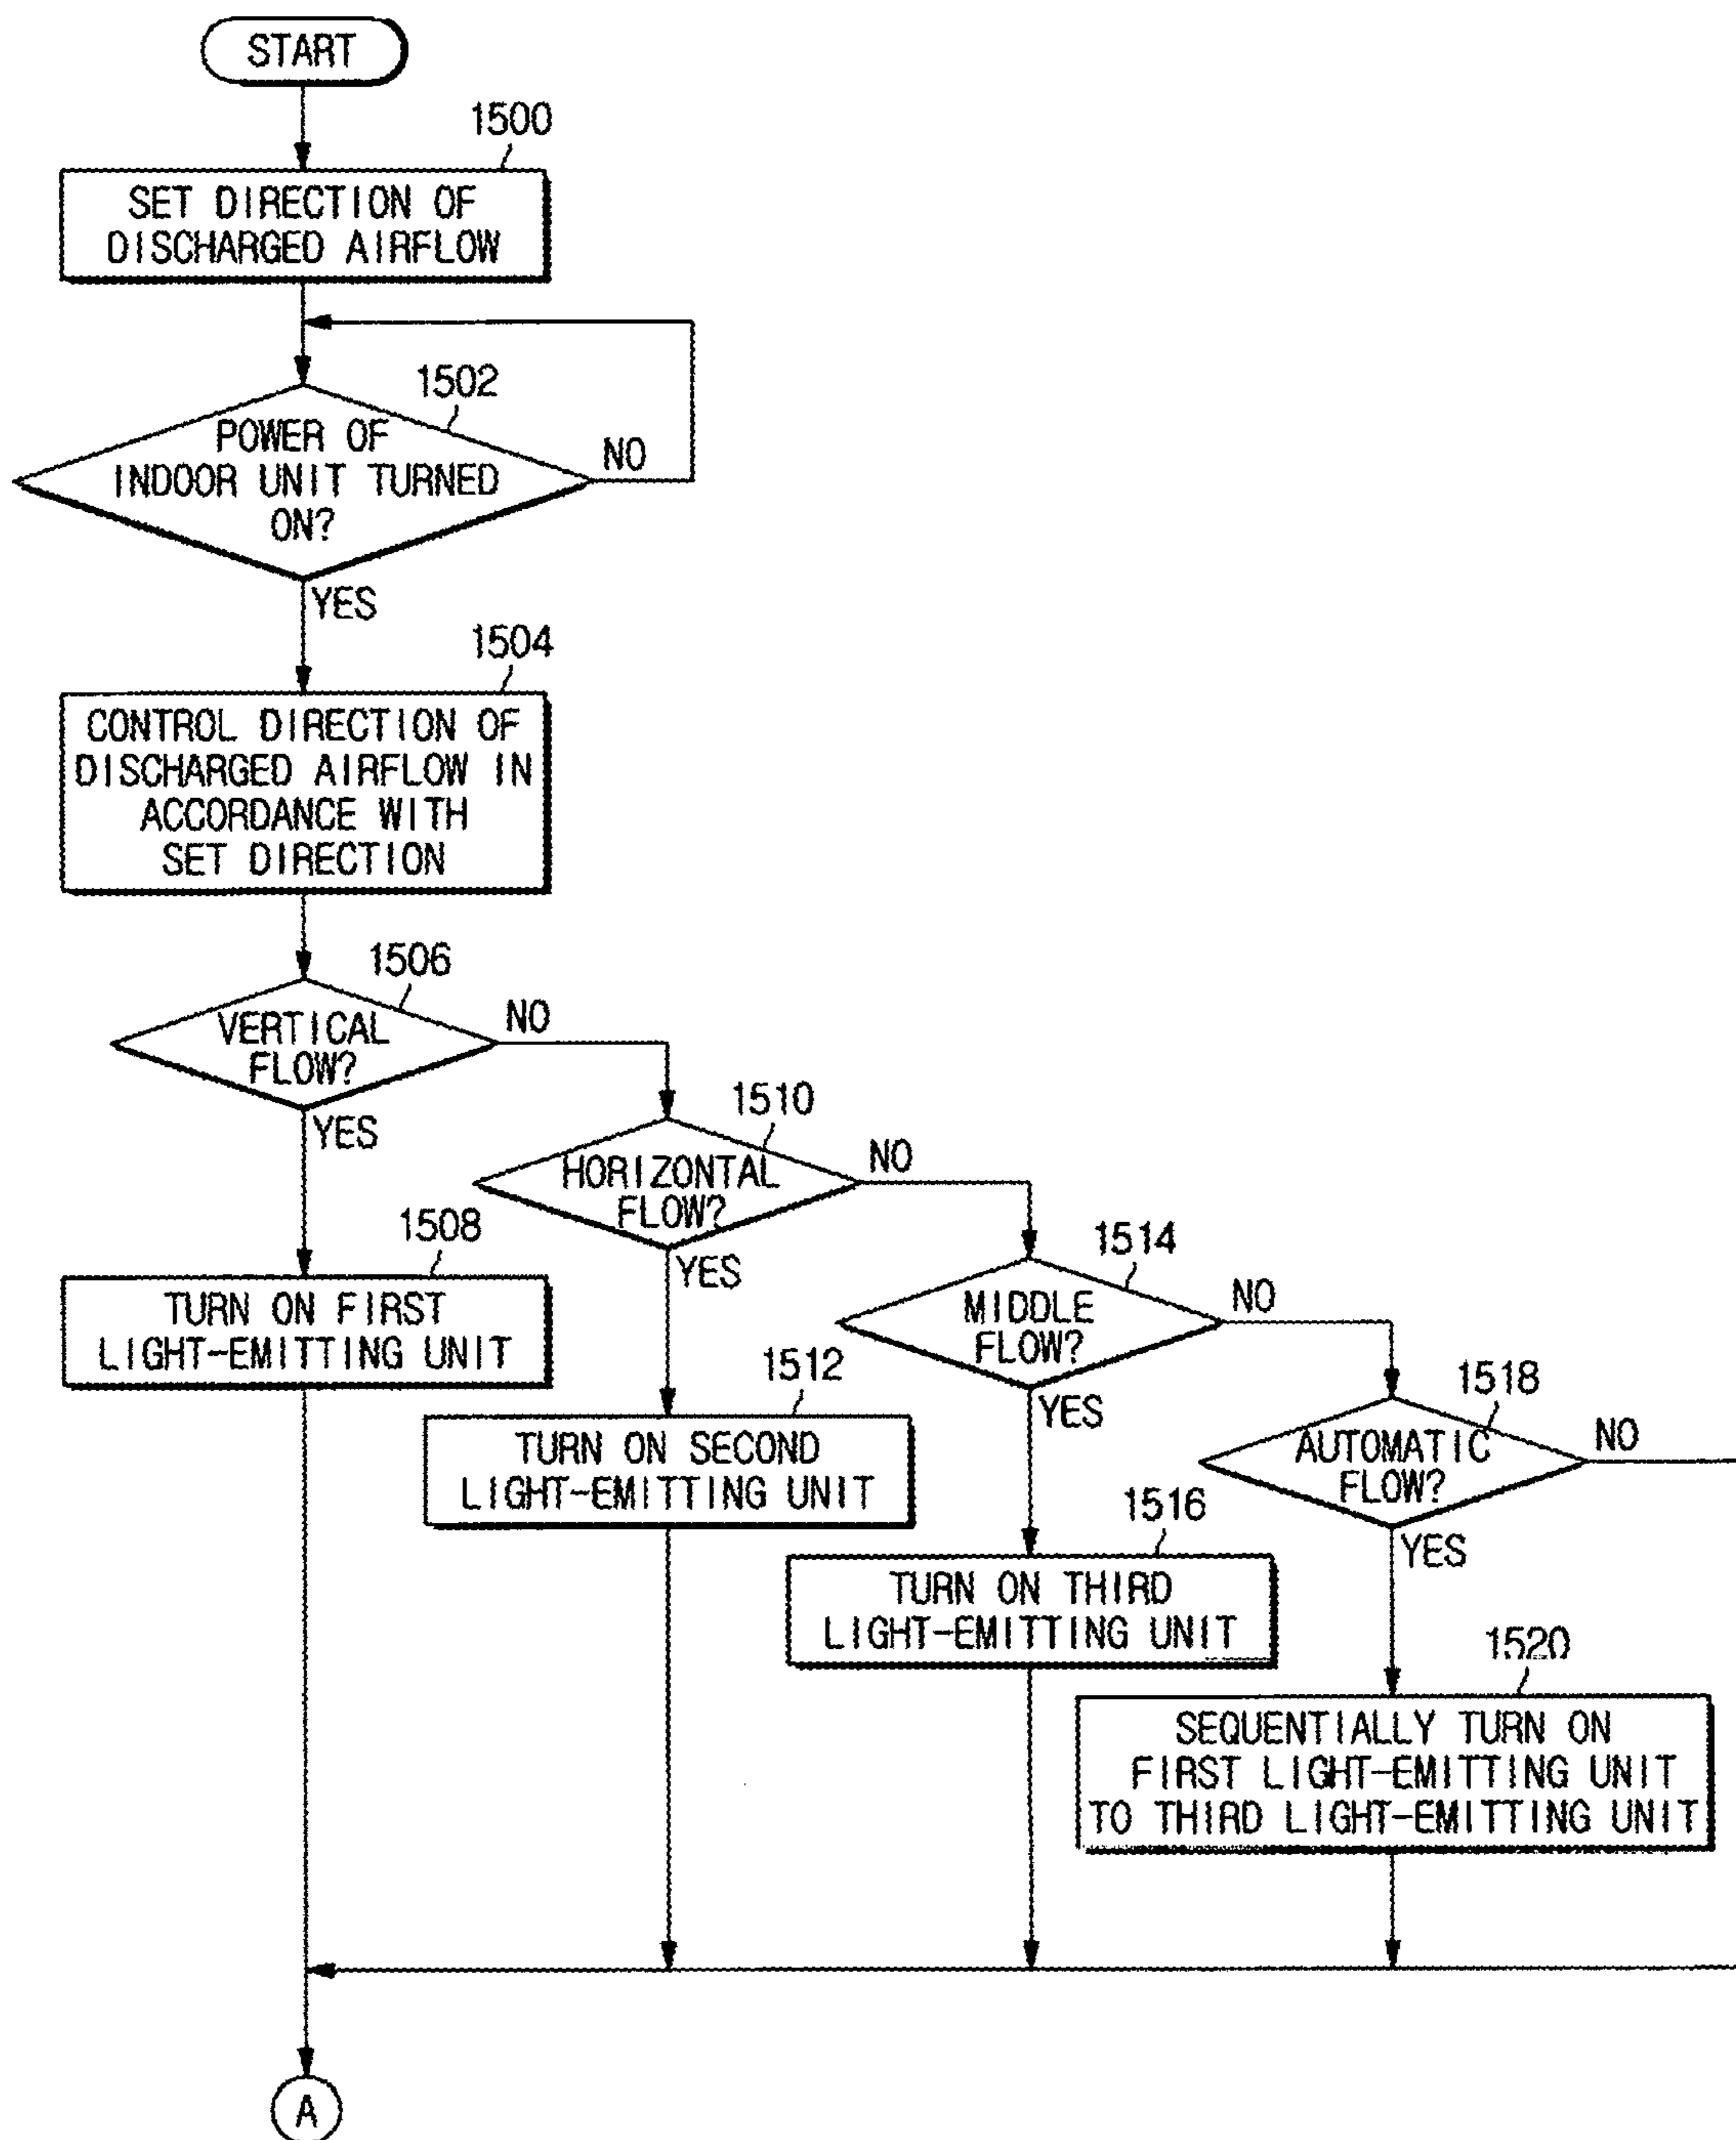 START
1500
SET DIRECTION OF
DISCHARGED AIRFLOW
1502
POWER OF
INDOOR UNIT TURNED
ON?
NO
YES
1504
CONTROL DIRECTION OF
DISCHARGED AIRFLOW IN
ACCORDANCE WITH
SET DIRECTION
1506
VERTICAL
FLOW?
NO
YES
1508
TURN ON FIRST
LIGHT-EMITTING UNIT
1510
HORIZONTAL
FLOW?
NO
YES
1512
TURN ON SECOND
LIGHT-EMITTING UNIT
1514
MIDDLE
FLOW?
NO
YES
1516
TURN ON THIRD
LIGHT-EMITTING UNIT
1518
AUTOMATIC
FLOW?
NO
YES
1520
SEQUENTIALLY TURN ON
FIRST LIGHT-EMITTING UNIT
TO THIRD LIGHT-EMITTING UNIT
A